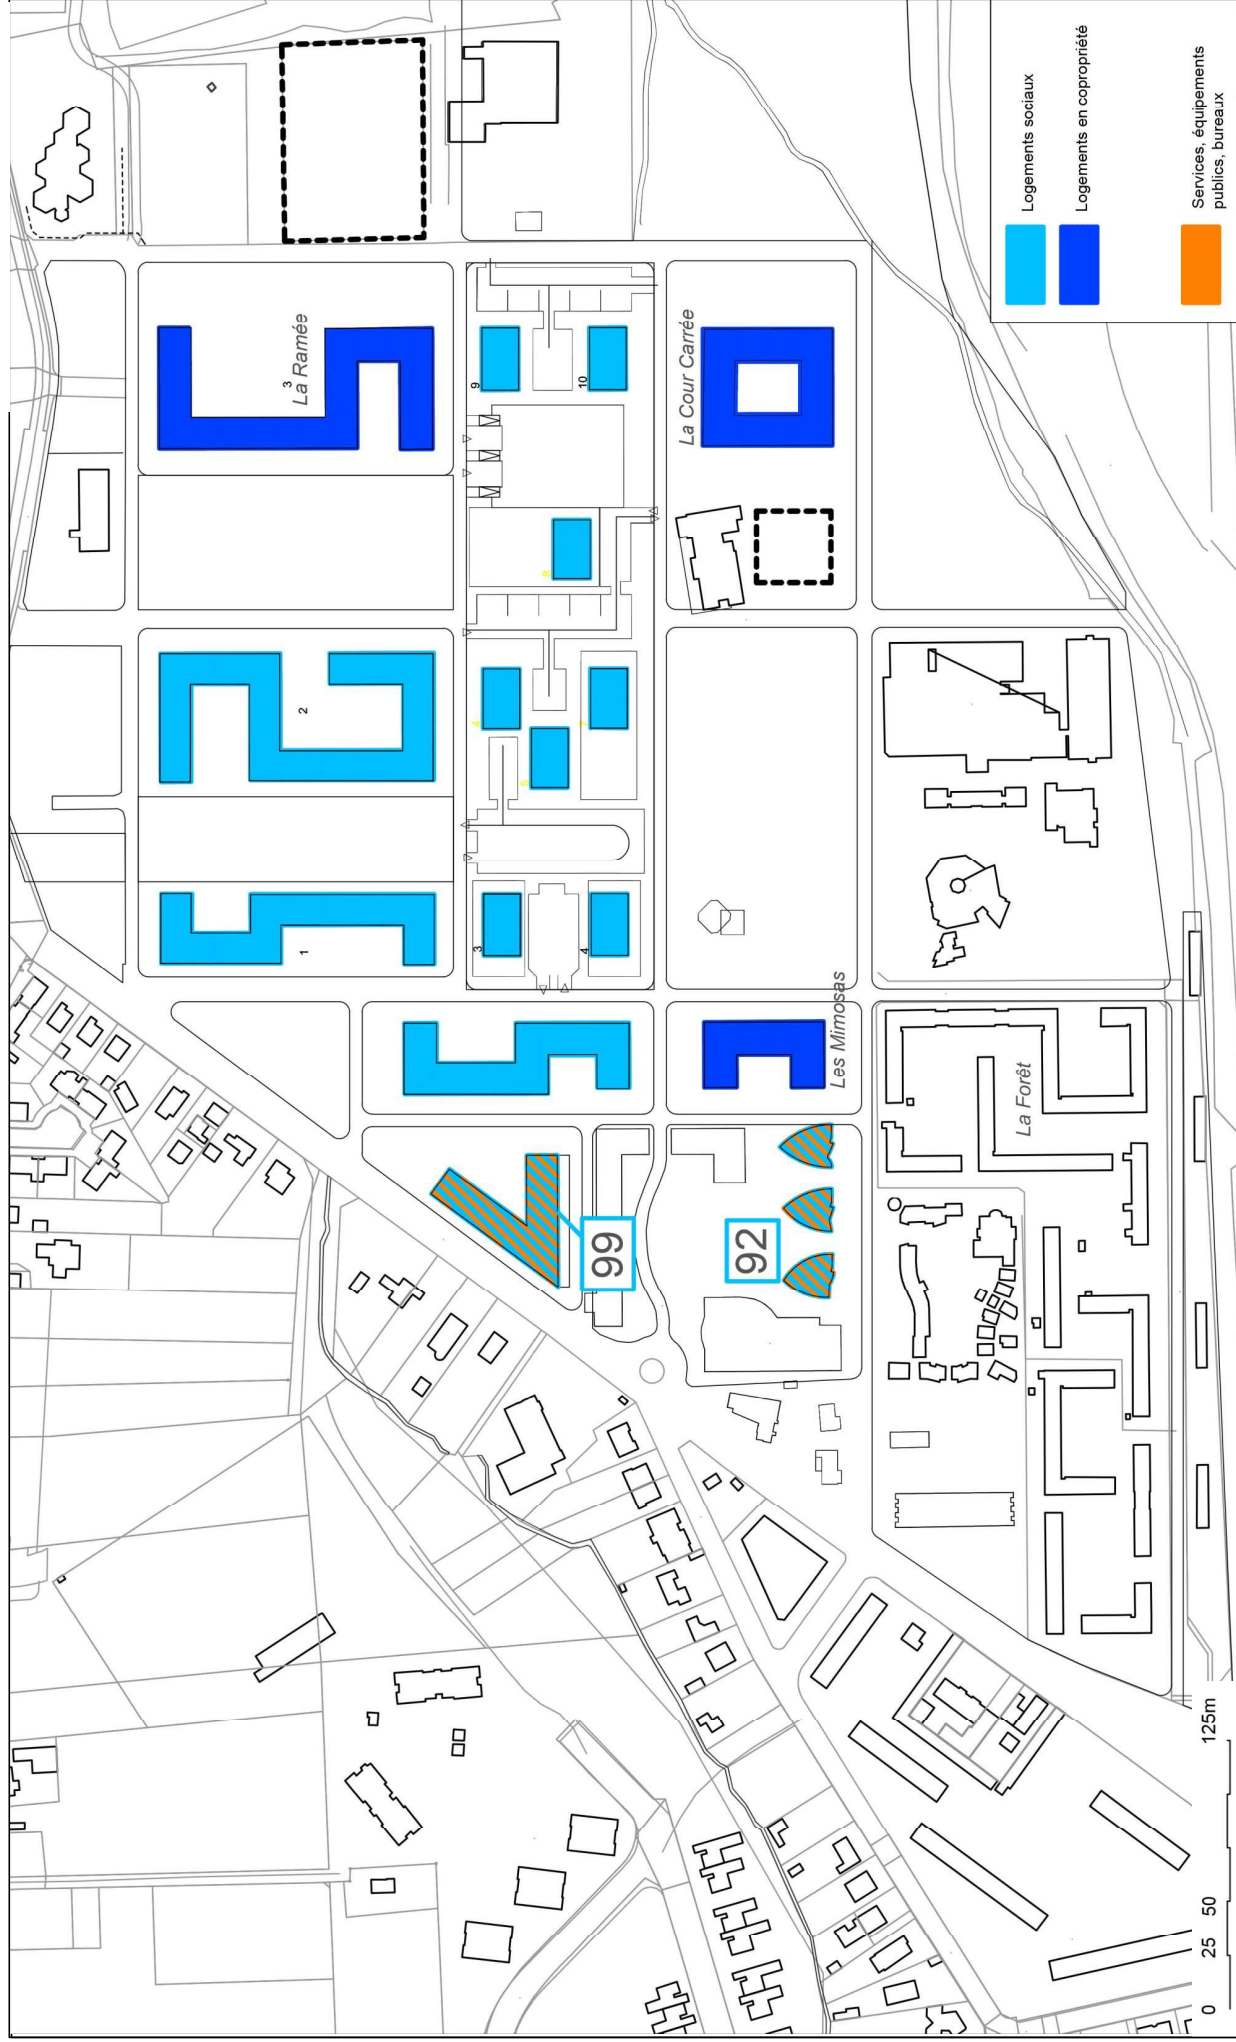 Logements sociaux
Logements en copropriété
Services, équipements
publics, bureaux
3
La Ramée
2
1
9
10
3
4
La Cour Carrée
Les Mimosas
La Forêt
99
92
0 25 50 125m